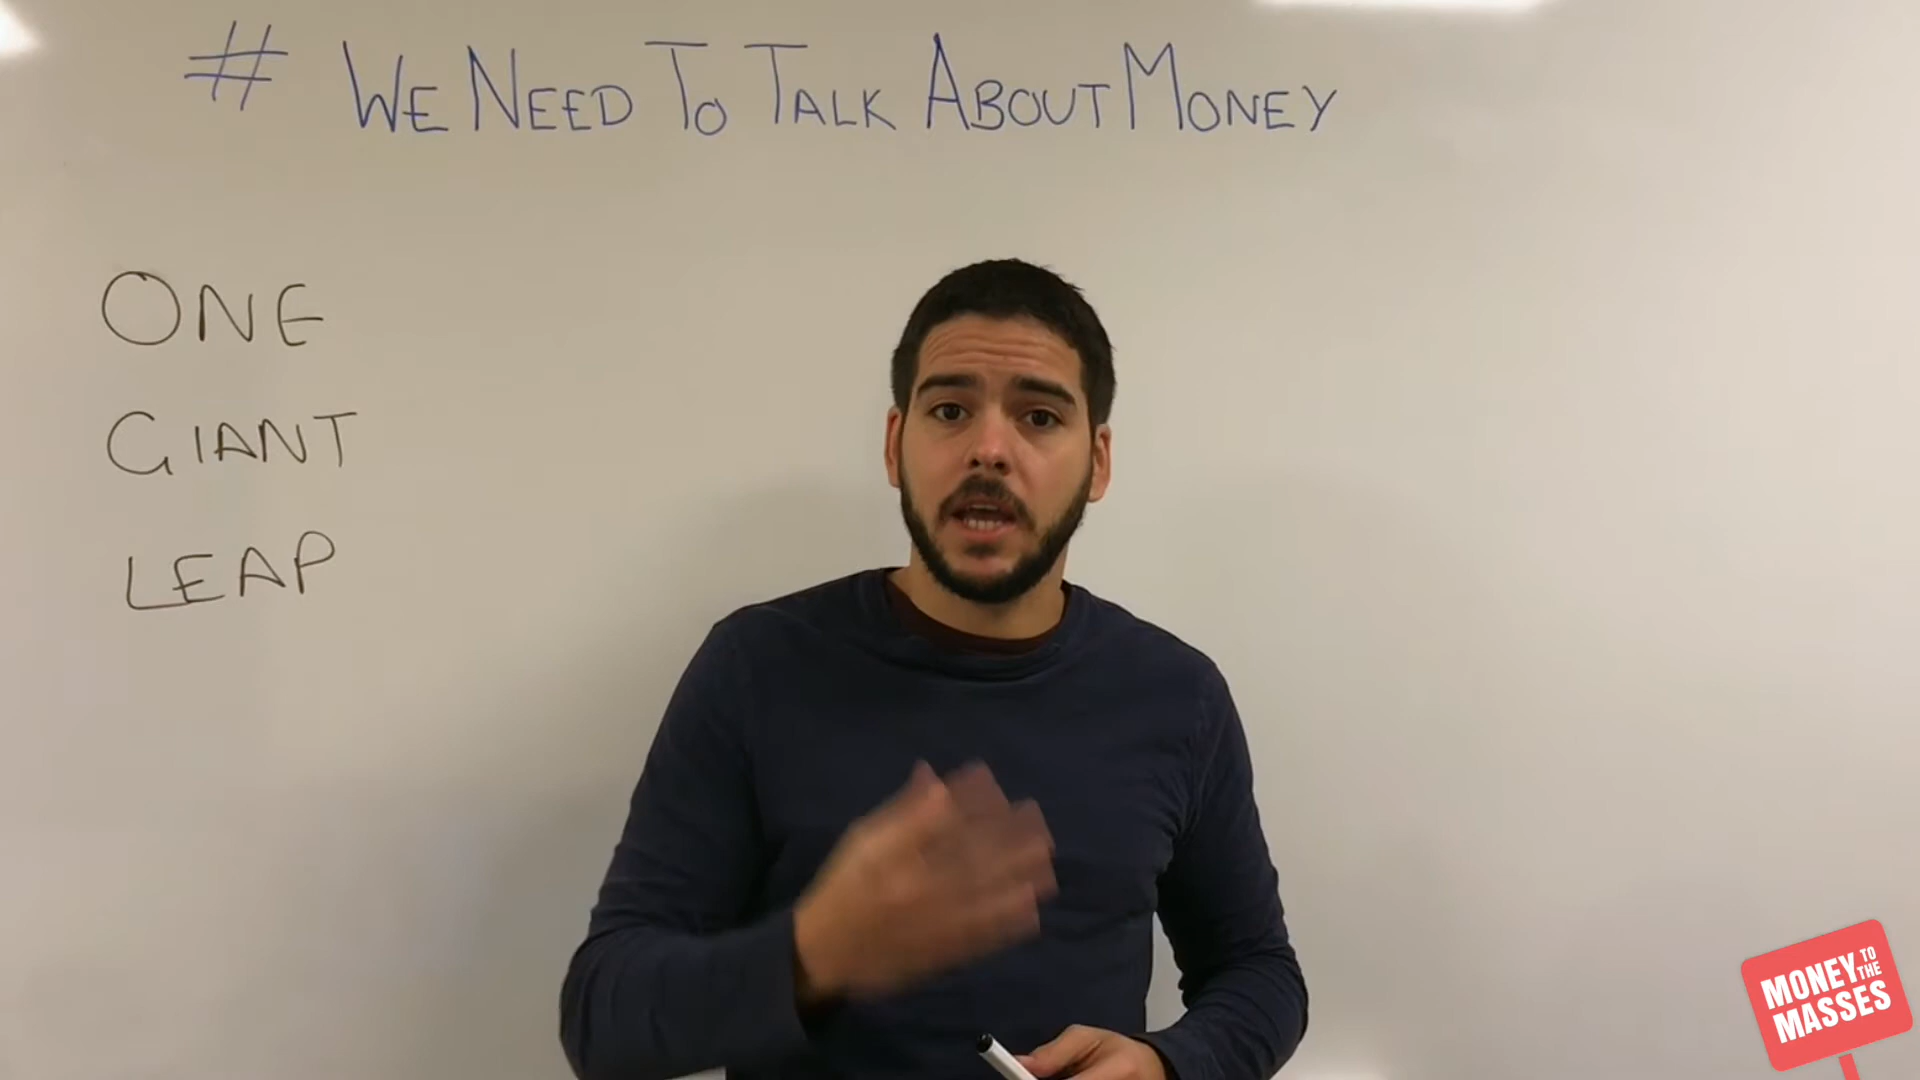 # WE NEED TO TALK ABOUT MONEY
ONE
GIANT
LEAP
MONEY TO THE
MASSES